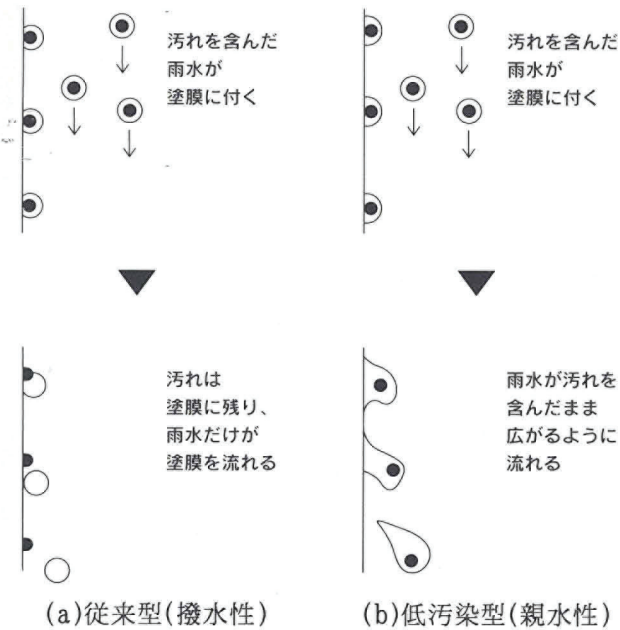 汚れを含んだ
雨水が
塗膜に付く
汚れを含んだ
雨水が
塗膜に付く
汚れは
塗膜に残り、
雨水だけが
塗膜を流れる
雨水が汚れを
含んだまま
広がるように
流れる
(a)従来型(撥水性)
(b)低汚染型(親水性)